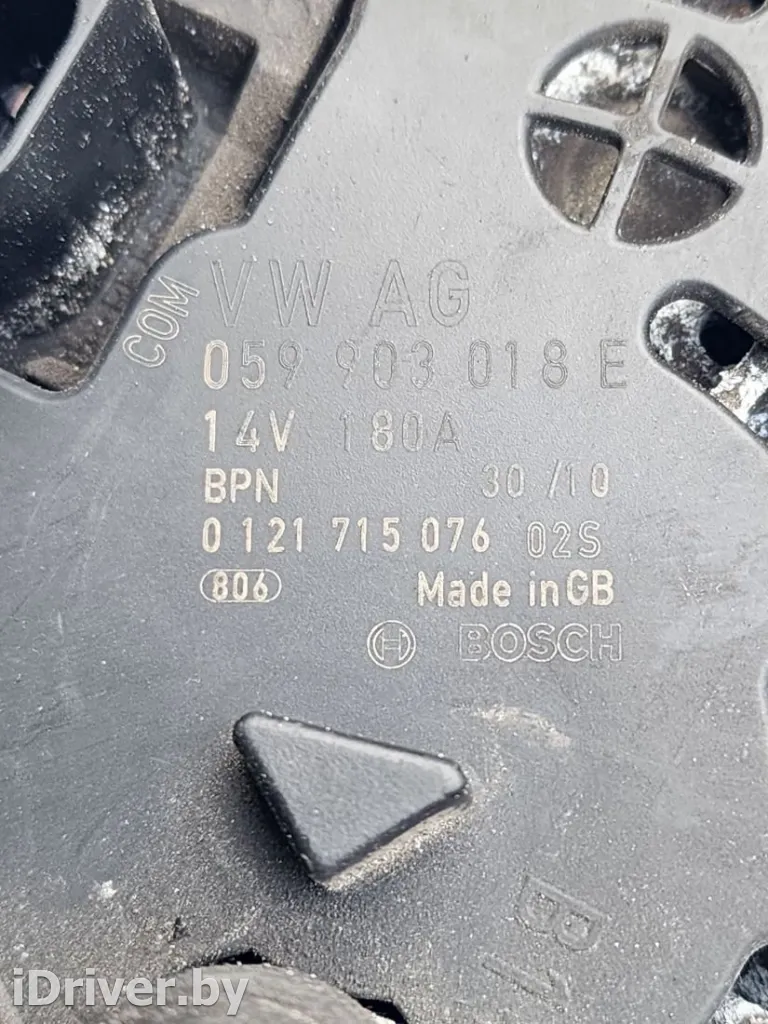 VW AG
COM
059 903 018 E
14V 180A
BPN 30/10
0 121 715 076 02S
806 Made in GB
BOSCH
B1
iDriver.by